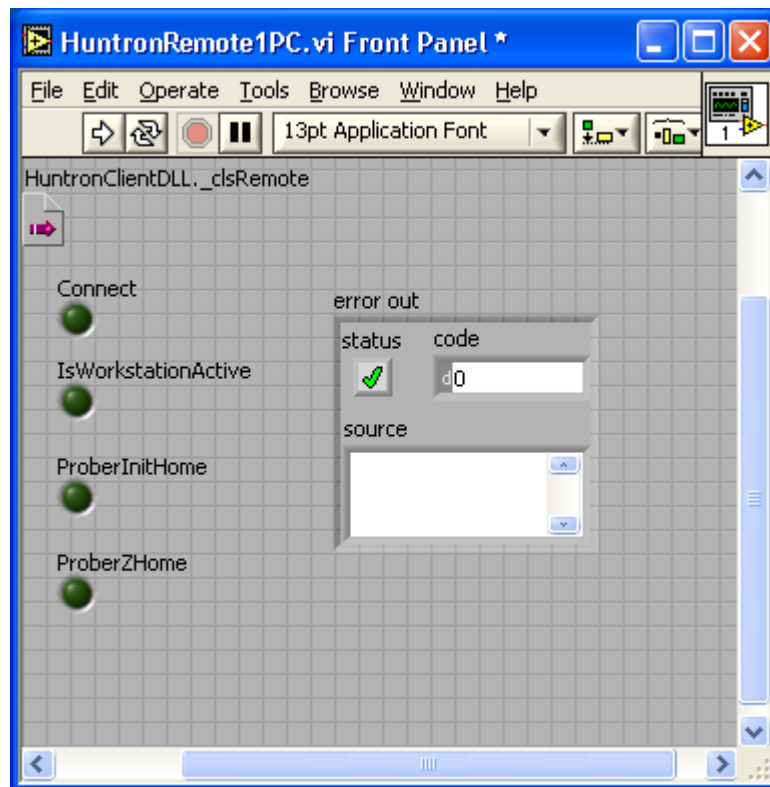 HuntronRemote1PC.vi Front Panel *
File Edit Operate Tools Browse Window Help
13pt Application Font
1
HuntronClientDLL._clsRemote
Connect
error out
status code
IsWorkstationActive
d0
source
ProberInitHome
ProberZHome